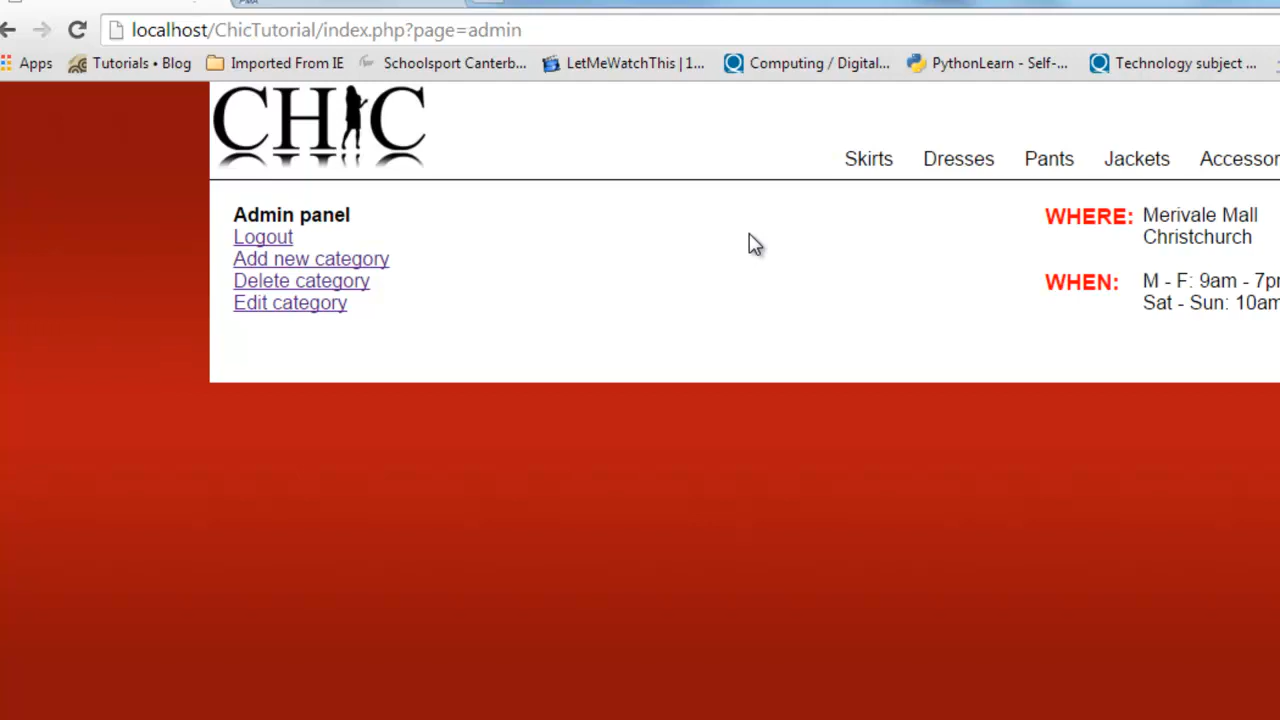 localhost/ChicTutorial/index.php?page=admin
Apps Tutorials • Blog Imported From IE Schoolsport Canterb... LetMeWatchThis | 1... Computing / Digital... PythonLearn - Self-... Technology subject ...
CHIC
Skirts Dresses Pants Jackets Accessor
Admin panel
Logout
Add new category
Delete category
Edit category
WHERE: Merivale Mall
Christchurch
WHEN: M - F: 9am - 7p
Sat - Sun: 10am